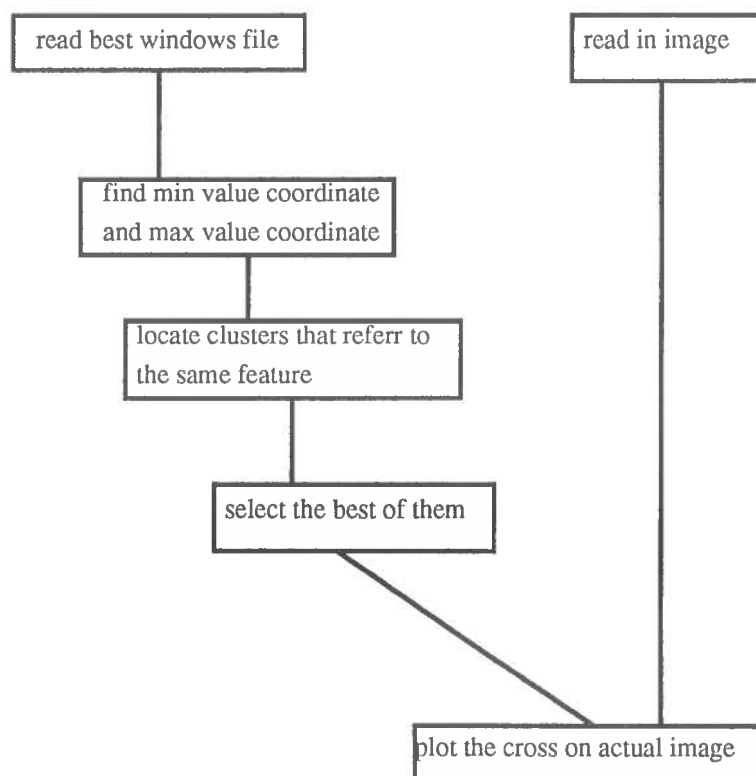 read best windows file
read in image
find min value coordinate
and max value coordinate
locate clusters that referr to
the same feature
select the best of them
plot the cross on actual image